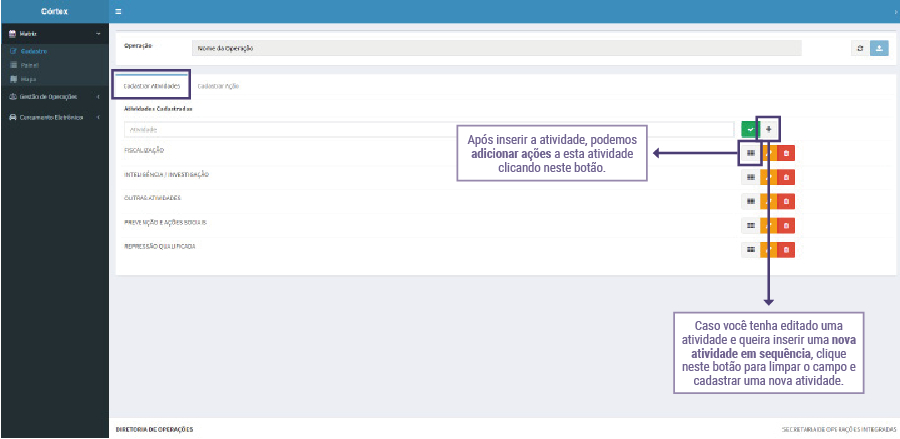 Córtex
Matriz
Cadastro
Painel
Mapa
Gestão de Operações
Cercamento Eletrônico
Operação
Nome da Operação
Cadastrar Atividades
Cadastrar Ação
Atividades Cadastradas
Atividade
FISCALIZAÇÃO
INTELIGÊNCIA / INVESTIGAÇÃO
OUTRAS ATIVIDADES
PREVENÇÃO E AÇÕES SOCIAIS
REPRESSÃO QUALIFICADA
Após inserir a atividade, podemos
adicionar ações a esta atividade
clicando neste botão.
Caso você tenha editado uma
atividade e queira inserir uma nova
atividade em sequência, clique
neste botão para limpar o campo e
cadastrar uma nova atividade.
DIRETORIA DE OPERAÇÕES
SECRETARIA DE OPERAÇÕES INTEGRADAS